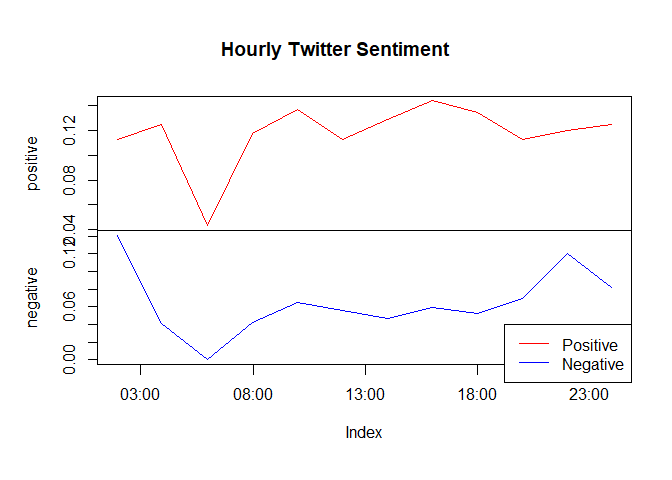 Hourly Twitter Sentiment
positive
0.12
0.08
0.04
negative
0.12
0.06
0.00
Positive
Negative
03:00 08:00 13:00 18:00 23:00
Index